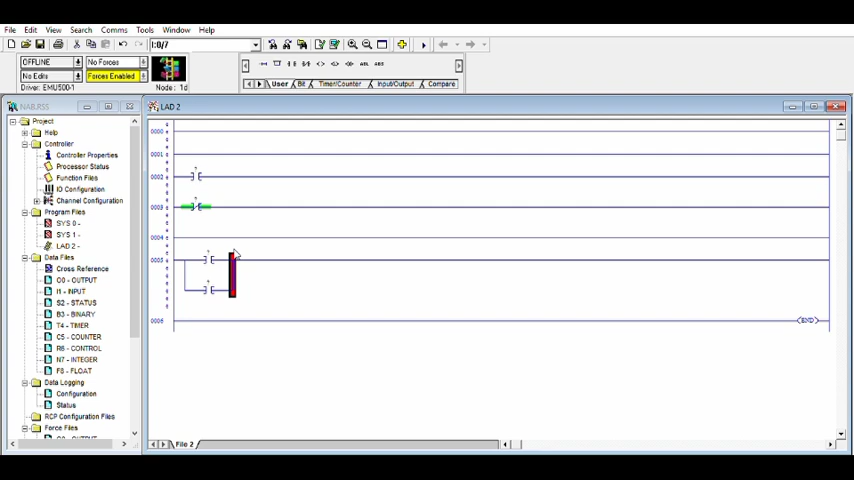 File Edit View Search Comms Tools Window Help
I:0/7
OFFLINE No Forces
No Edits Forces Enabled
Driver: EMU500-1 Node: 1d
User Bit Timer/Counter Input/Output Compare
NAB.RSS
Project
Help
Controller
Controller Properties
Processor Status
Function Files
IO Configuration
Channel Configuration
Program Files
SYS 0 -
SYS 1 -
LAD 2 -
Data Files
Cross Reference
O0 - OUTPUT
I1 - INPUT
S2 - STATUS
B3 - BINARY
T4 - TIMER
C5 - COUNTER
R6 - CONTROL
N7 - INTEGER
F8 - FLOAT
Data Logging
Configuration
Status
RCP Configuration Files
Force Files
LAD 2
0000
0001
0002
?
0003
?
0004
0005
?
?
0006
END
File 2